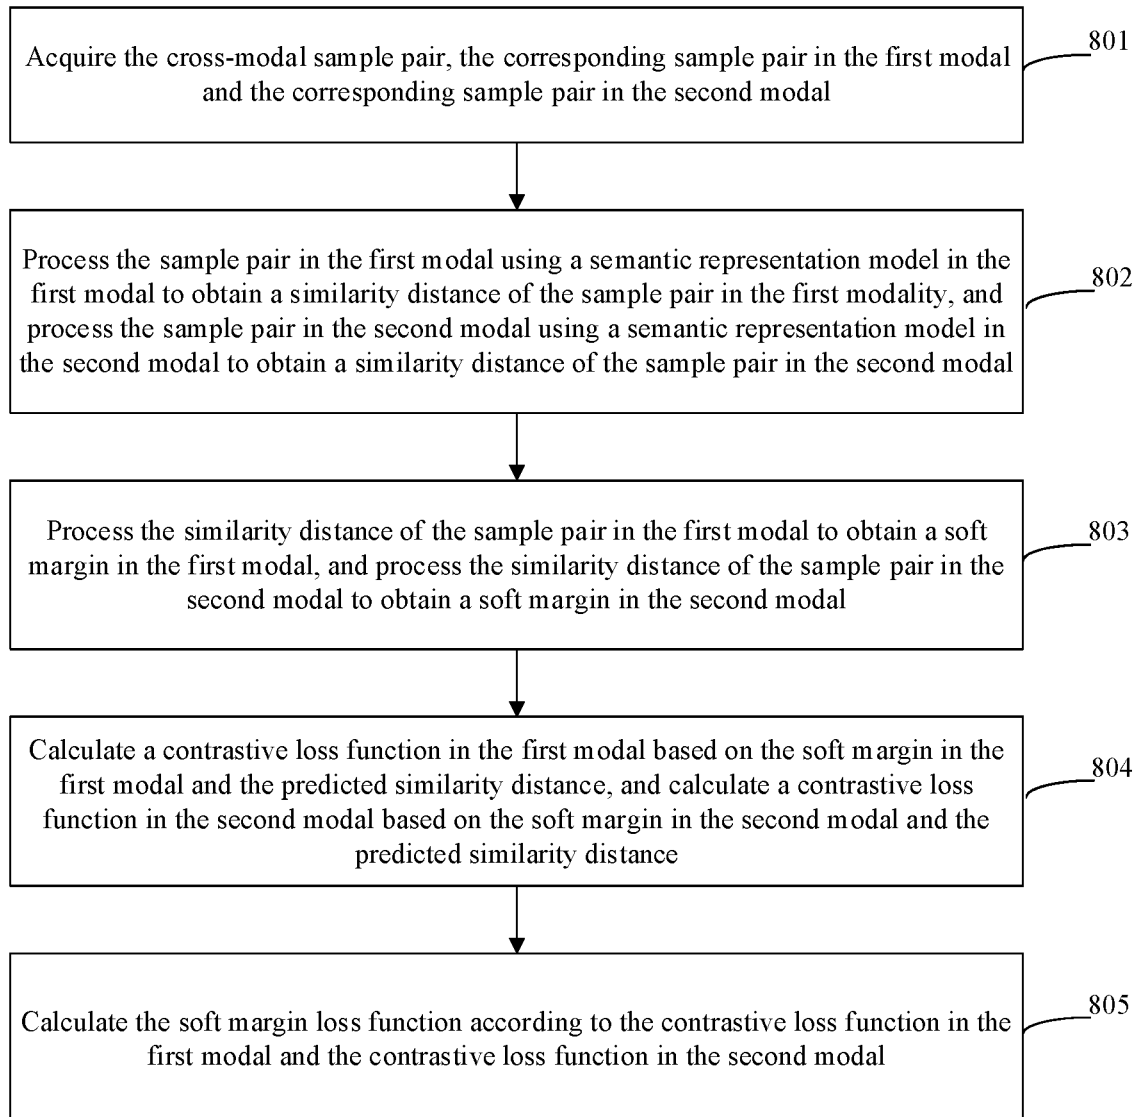 Acquire the cross-modal sample pair, the corresponding sample pair in the first modal
and the corresponding sample pair in the second modal
801
Process the sample pair in the first modal using a semantic representation model in the
first modal to obtain a similarity distance of the sample pair in the first modality, and
process the sample pair in the second modal using a semantic representation model in
the second modal to obtain a similarity distance of the sample pair in the second modal
802
Process the similarity distance of the sample pair in the first modal to obtain a soft
margin in the first modal, and process the similarity distance of the sample pair in the
second modal to obtain a soft margin in the second modal
803
Calculate a contrastive loss function in the first modal based on the soft margin in the
first modal and the predicted similarity distance, and calculate a contrastive loss
function in the second modal based on the soft margin in the second modal and the
predicted similarity distance
804
Calculate the soft margin loss function according to the contrastive loss function in the
first modal and the contrastive loss function in the second modal
805